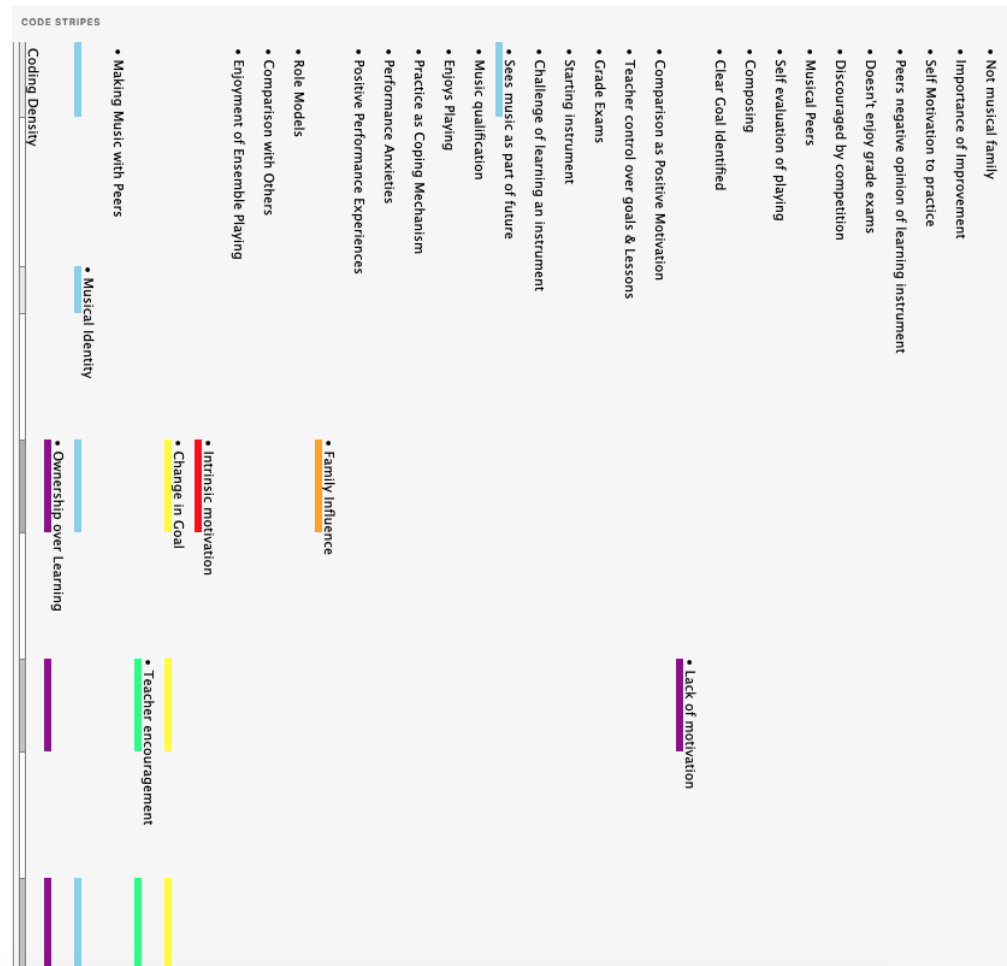 CODE STRIPES
Coding Density
• Ownership over Learning
• Musical Identity
• Making Music with Peers
• Teacher encouragement
• Change in Goal
• Intrinsic motivation
• Enjoyment of Ensemble Playing
• Comparison with Others
• Role Models
• Family Influence
• Positive Performance Experiences
• Performance Anxieties
• Practice as Coping Mechanism
• Enjoys Playing
• Music qualification
• Sees music as part of future
• Challenge of learning an instrument
• Starting instrument
• Grade Exams
• Teacher control over goals & Lessons
• Comparison as Positive Motivation
• Lack of motivation
• Clear Goal Identified
• Composing
• Self evaluation of playing
• Musical Peers
• Discouraged by competition
• Doesn't enjoy grade exams
• Peers negative opinion of learning instrument
• Self Motivation to practice
• Importance of Improvement
• Not musical family